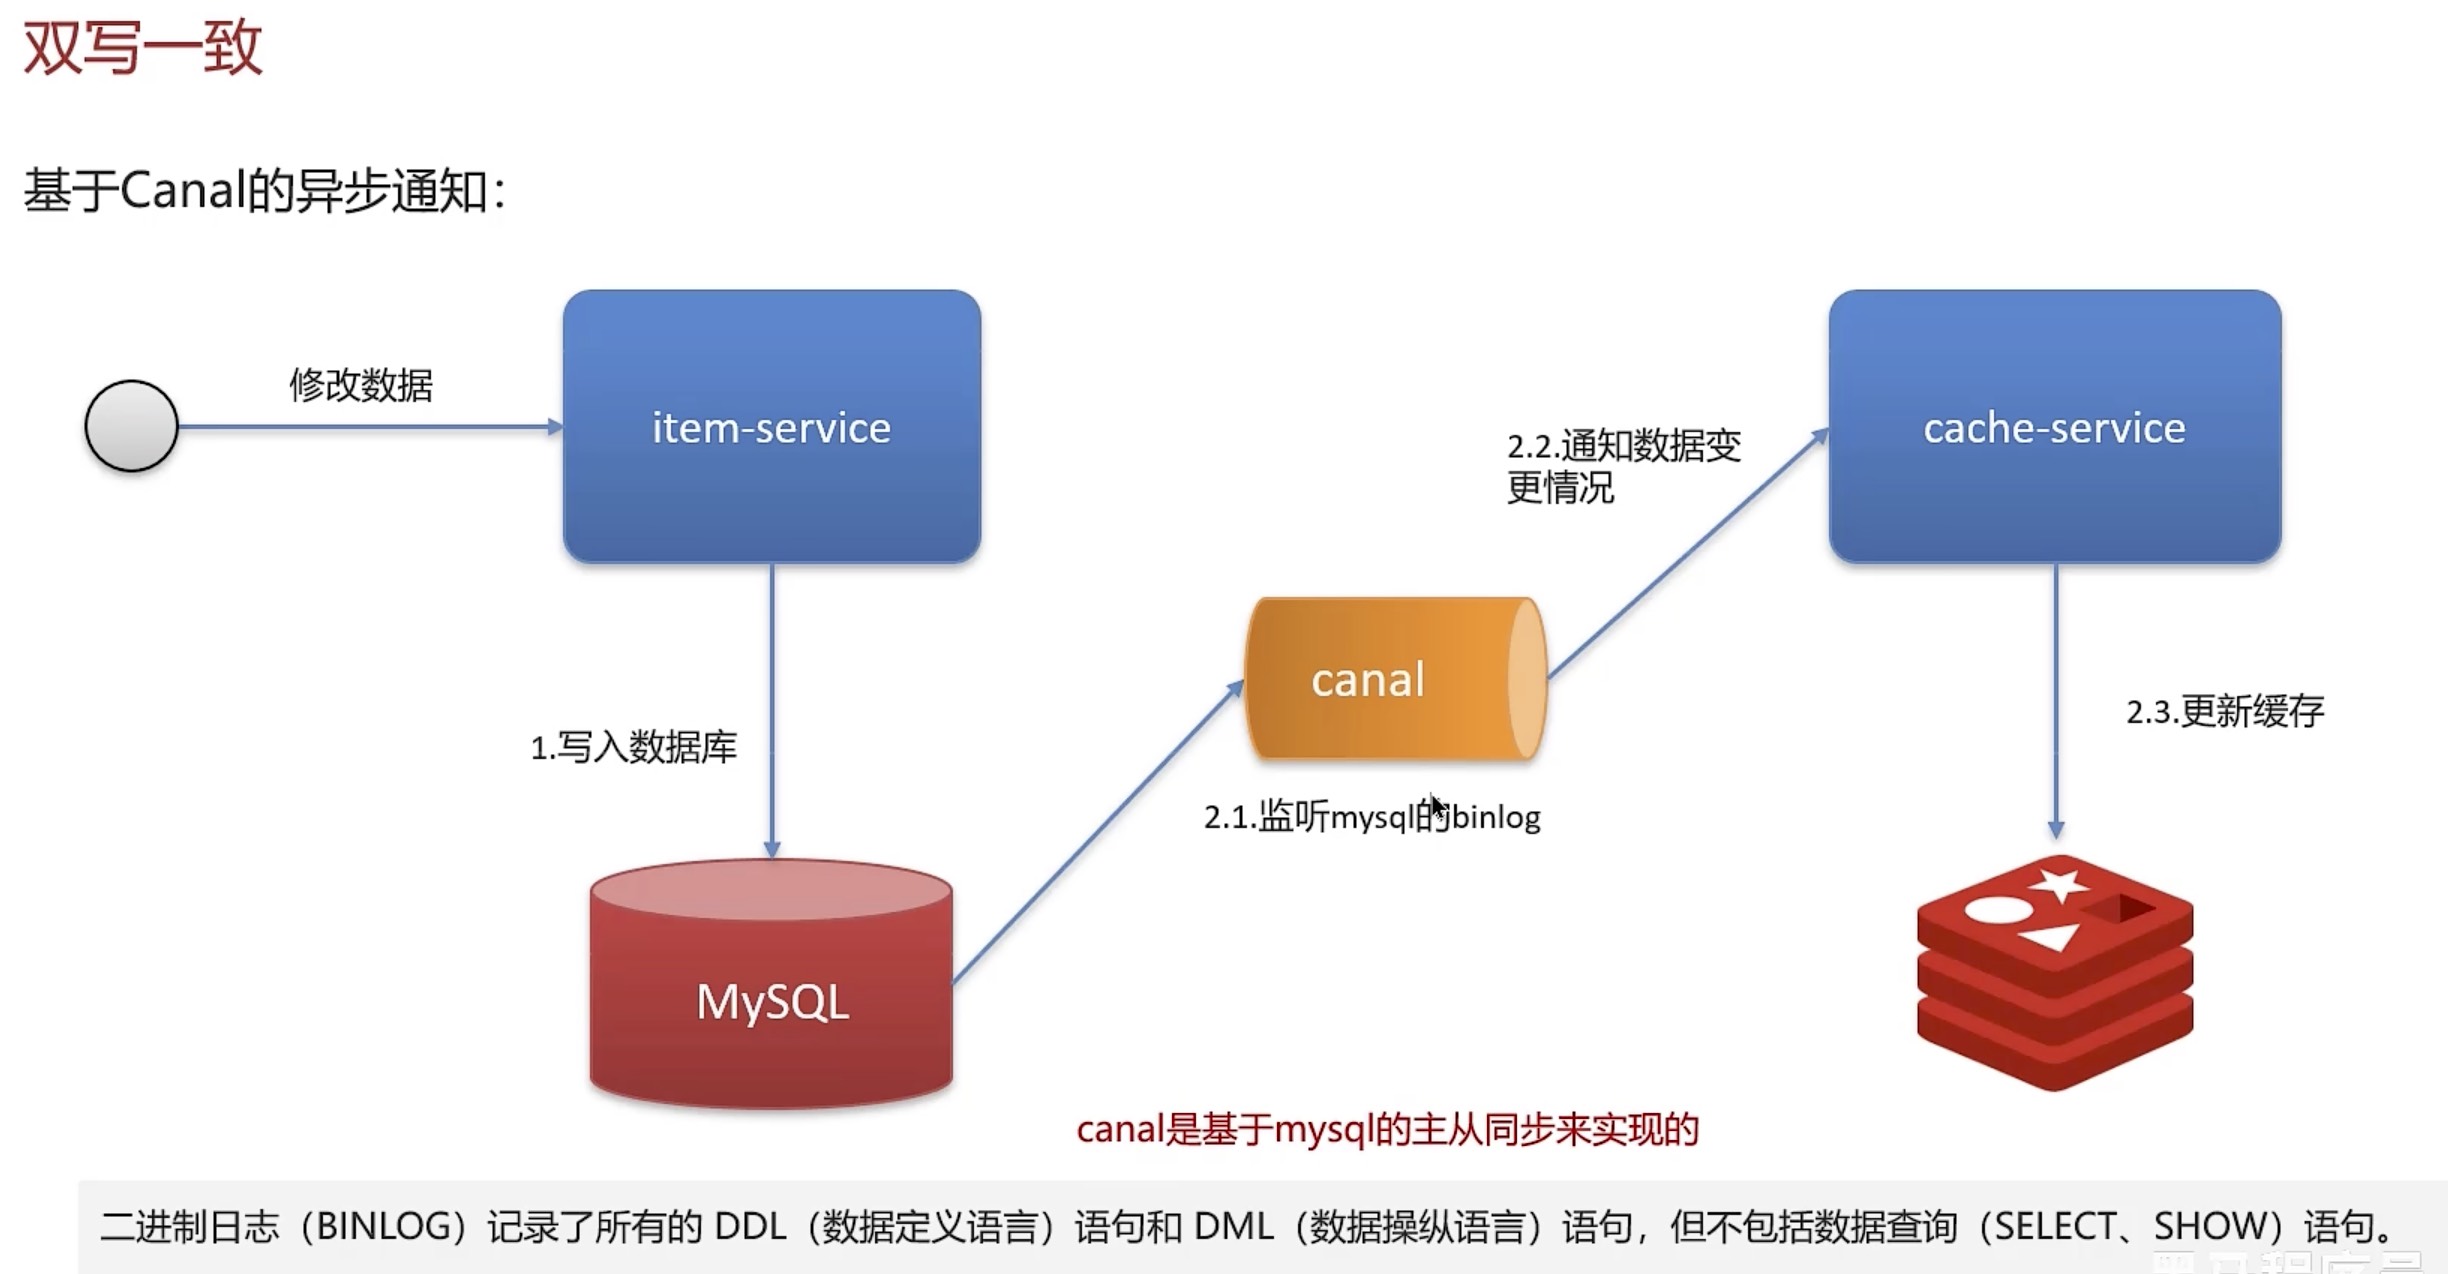 双写一致
基于Canal的异步通知：
修改数据
item-service
cache-service
2.2.通知数据变
更情况
canal
1.写入数据库
2.3.更新缓存
2.1.监听mysql的binlog
MySQL
canal是基于mysql的主从同步来实现的
二进制日志（BINLOG）记录了所有的 DDL（数据定义语言）语句和 DML（数据操纵语言）语句，但不包括数据查询（SELECT、SHOW）语句。